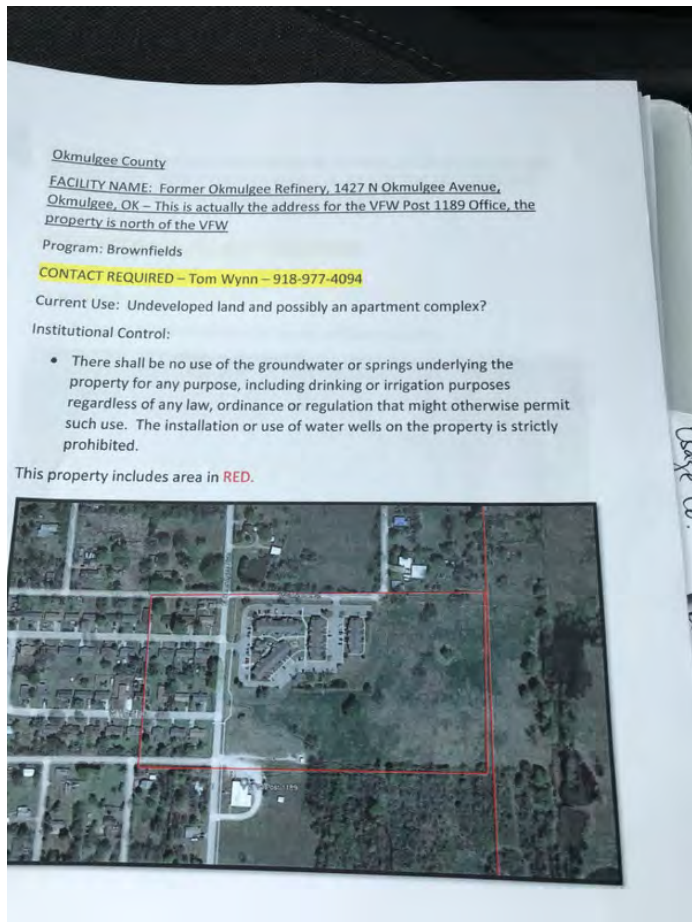 Okmulgee County
FACILITY NAME: Former Okmulgee Refinery, 1427 N Okmulgee Avenue,
Okmulgee, OK – This is actually the address for the VFW Post 1189 Office, the
property is north of the VFW
Program: Brownfields
CONTACT REQUIRED – Tom Wynn – 918-977-4094
Current Use: Undeveloped land and possibly an apartment complex?
Institutional Control:
• There shall be no use of the groundwater or springs underlying the
property for any purpose, including drinking or irrigation purposes
regardless of any law, ordinance or regulation that might otherwise permit
such use. The installation or use of water wells on the property is strictly
prohibited.
This property includes area in RED.